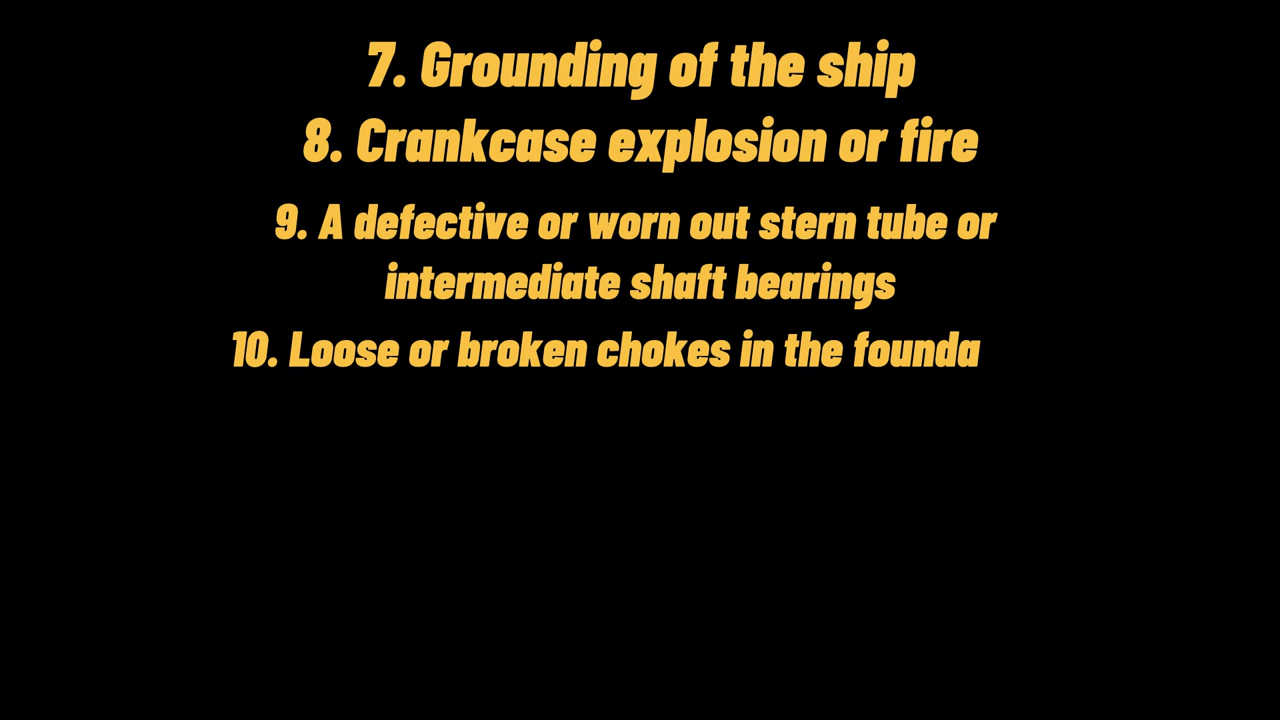 7. Grounding of the ship
8. Crankcase explosion or fire
9. A defective or worn out stern tube or
intermediate shaft bearings
10. Loose or broken chokes in the founda